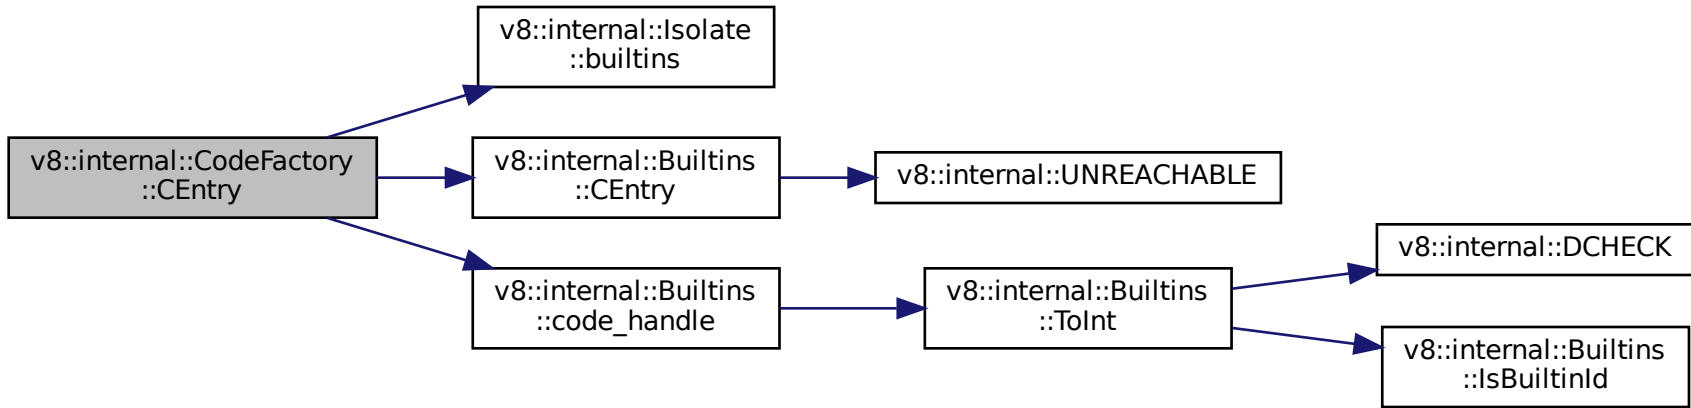 v8::internal::Isolate
::builtins
v8::internal::CodeFactory
::CEntry
v8::internal::Builtins
::CEntry
v8::internal::UNREACHABLE
v8::internal::Builtins
::code_handle
v8::internal::Builtins
::ToInt
v8::internal::DCHECK
v8::internal::Builtins
::IsBuiltinId